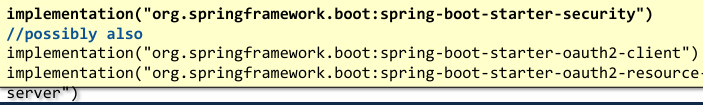 implementation("org.springframework.boot:spring-boot-starter-security")
//possibly also
implementation("org.springframework.boot:spring-boot-starter-oauth2-client")
implementation("org.springframework.boot:spring-boot-starter-oauth2-resource-
server")